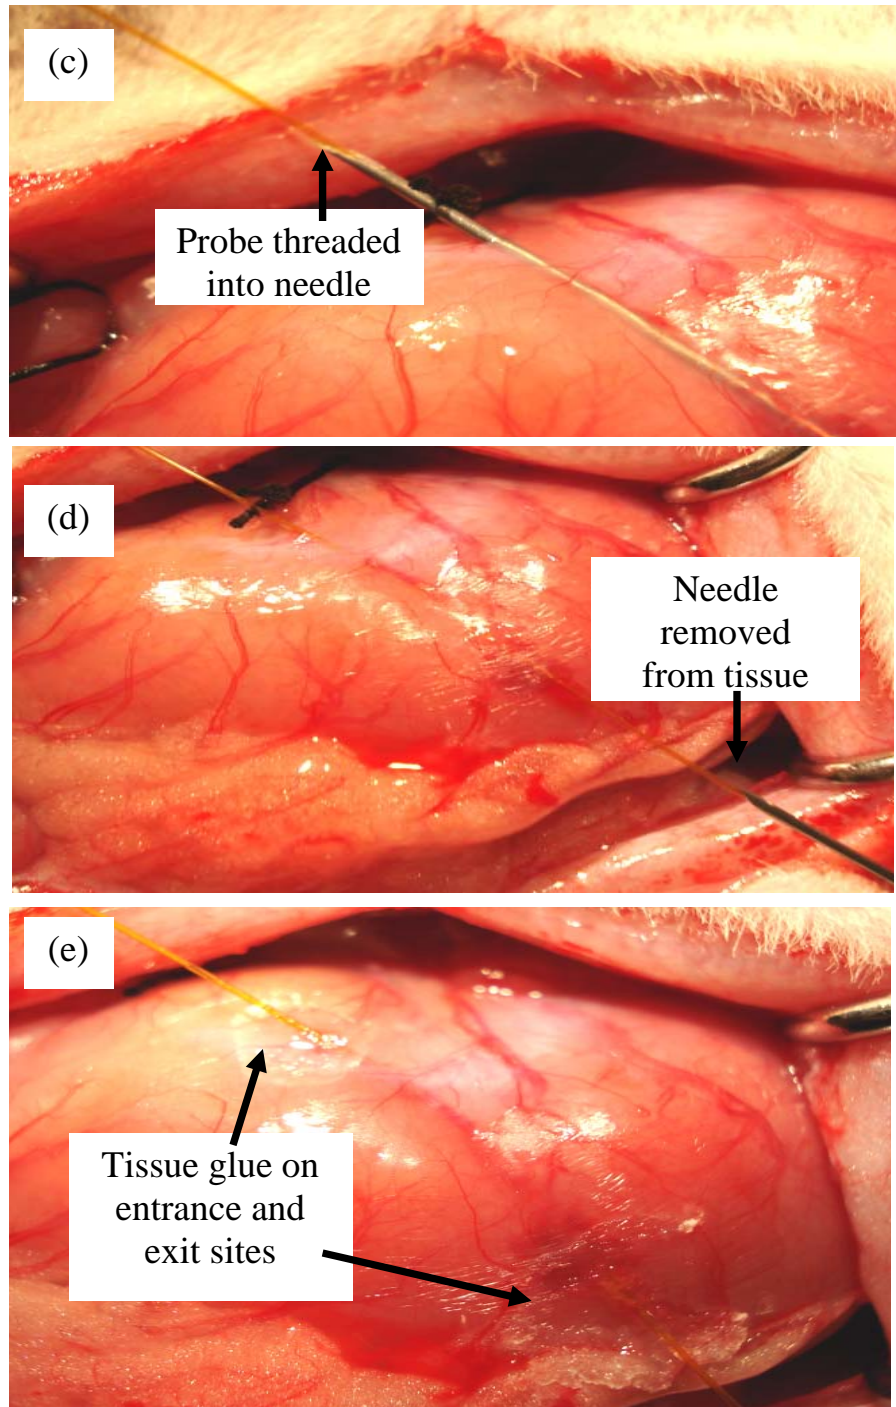 (c)
Probe threaded
into needle
(d)
Needle
removed
from tissue
(e)
Tissue glue on
entrance and
exit sites